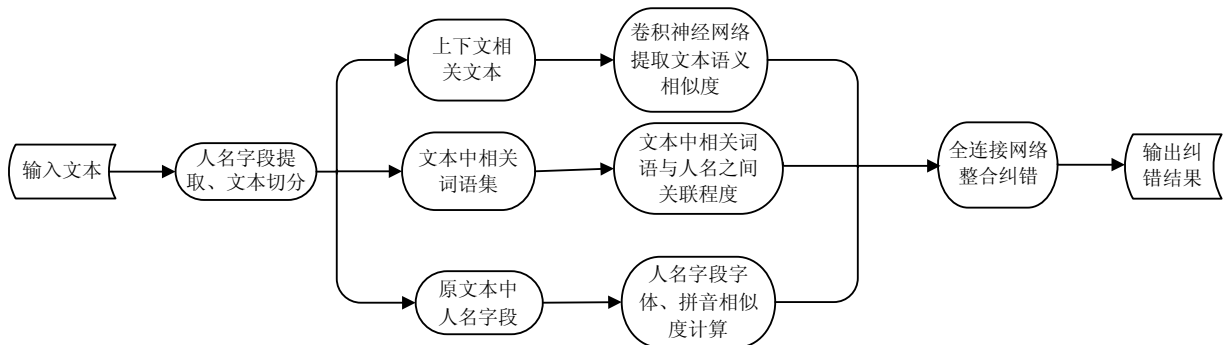 输入文本
人名字段提
取、文本切分
上下文相
关文本
卷积神经网络
提取文本语义
相似度
文本中相关
词语集
文本中相关词
语与人名之间
关联程度
原文本中
人名字段
人名字段字
体、拼音相似
度计算
全连接网络
整合纠错
输出纠
错结果